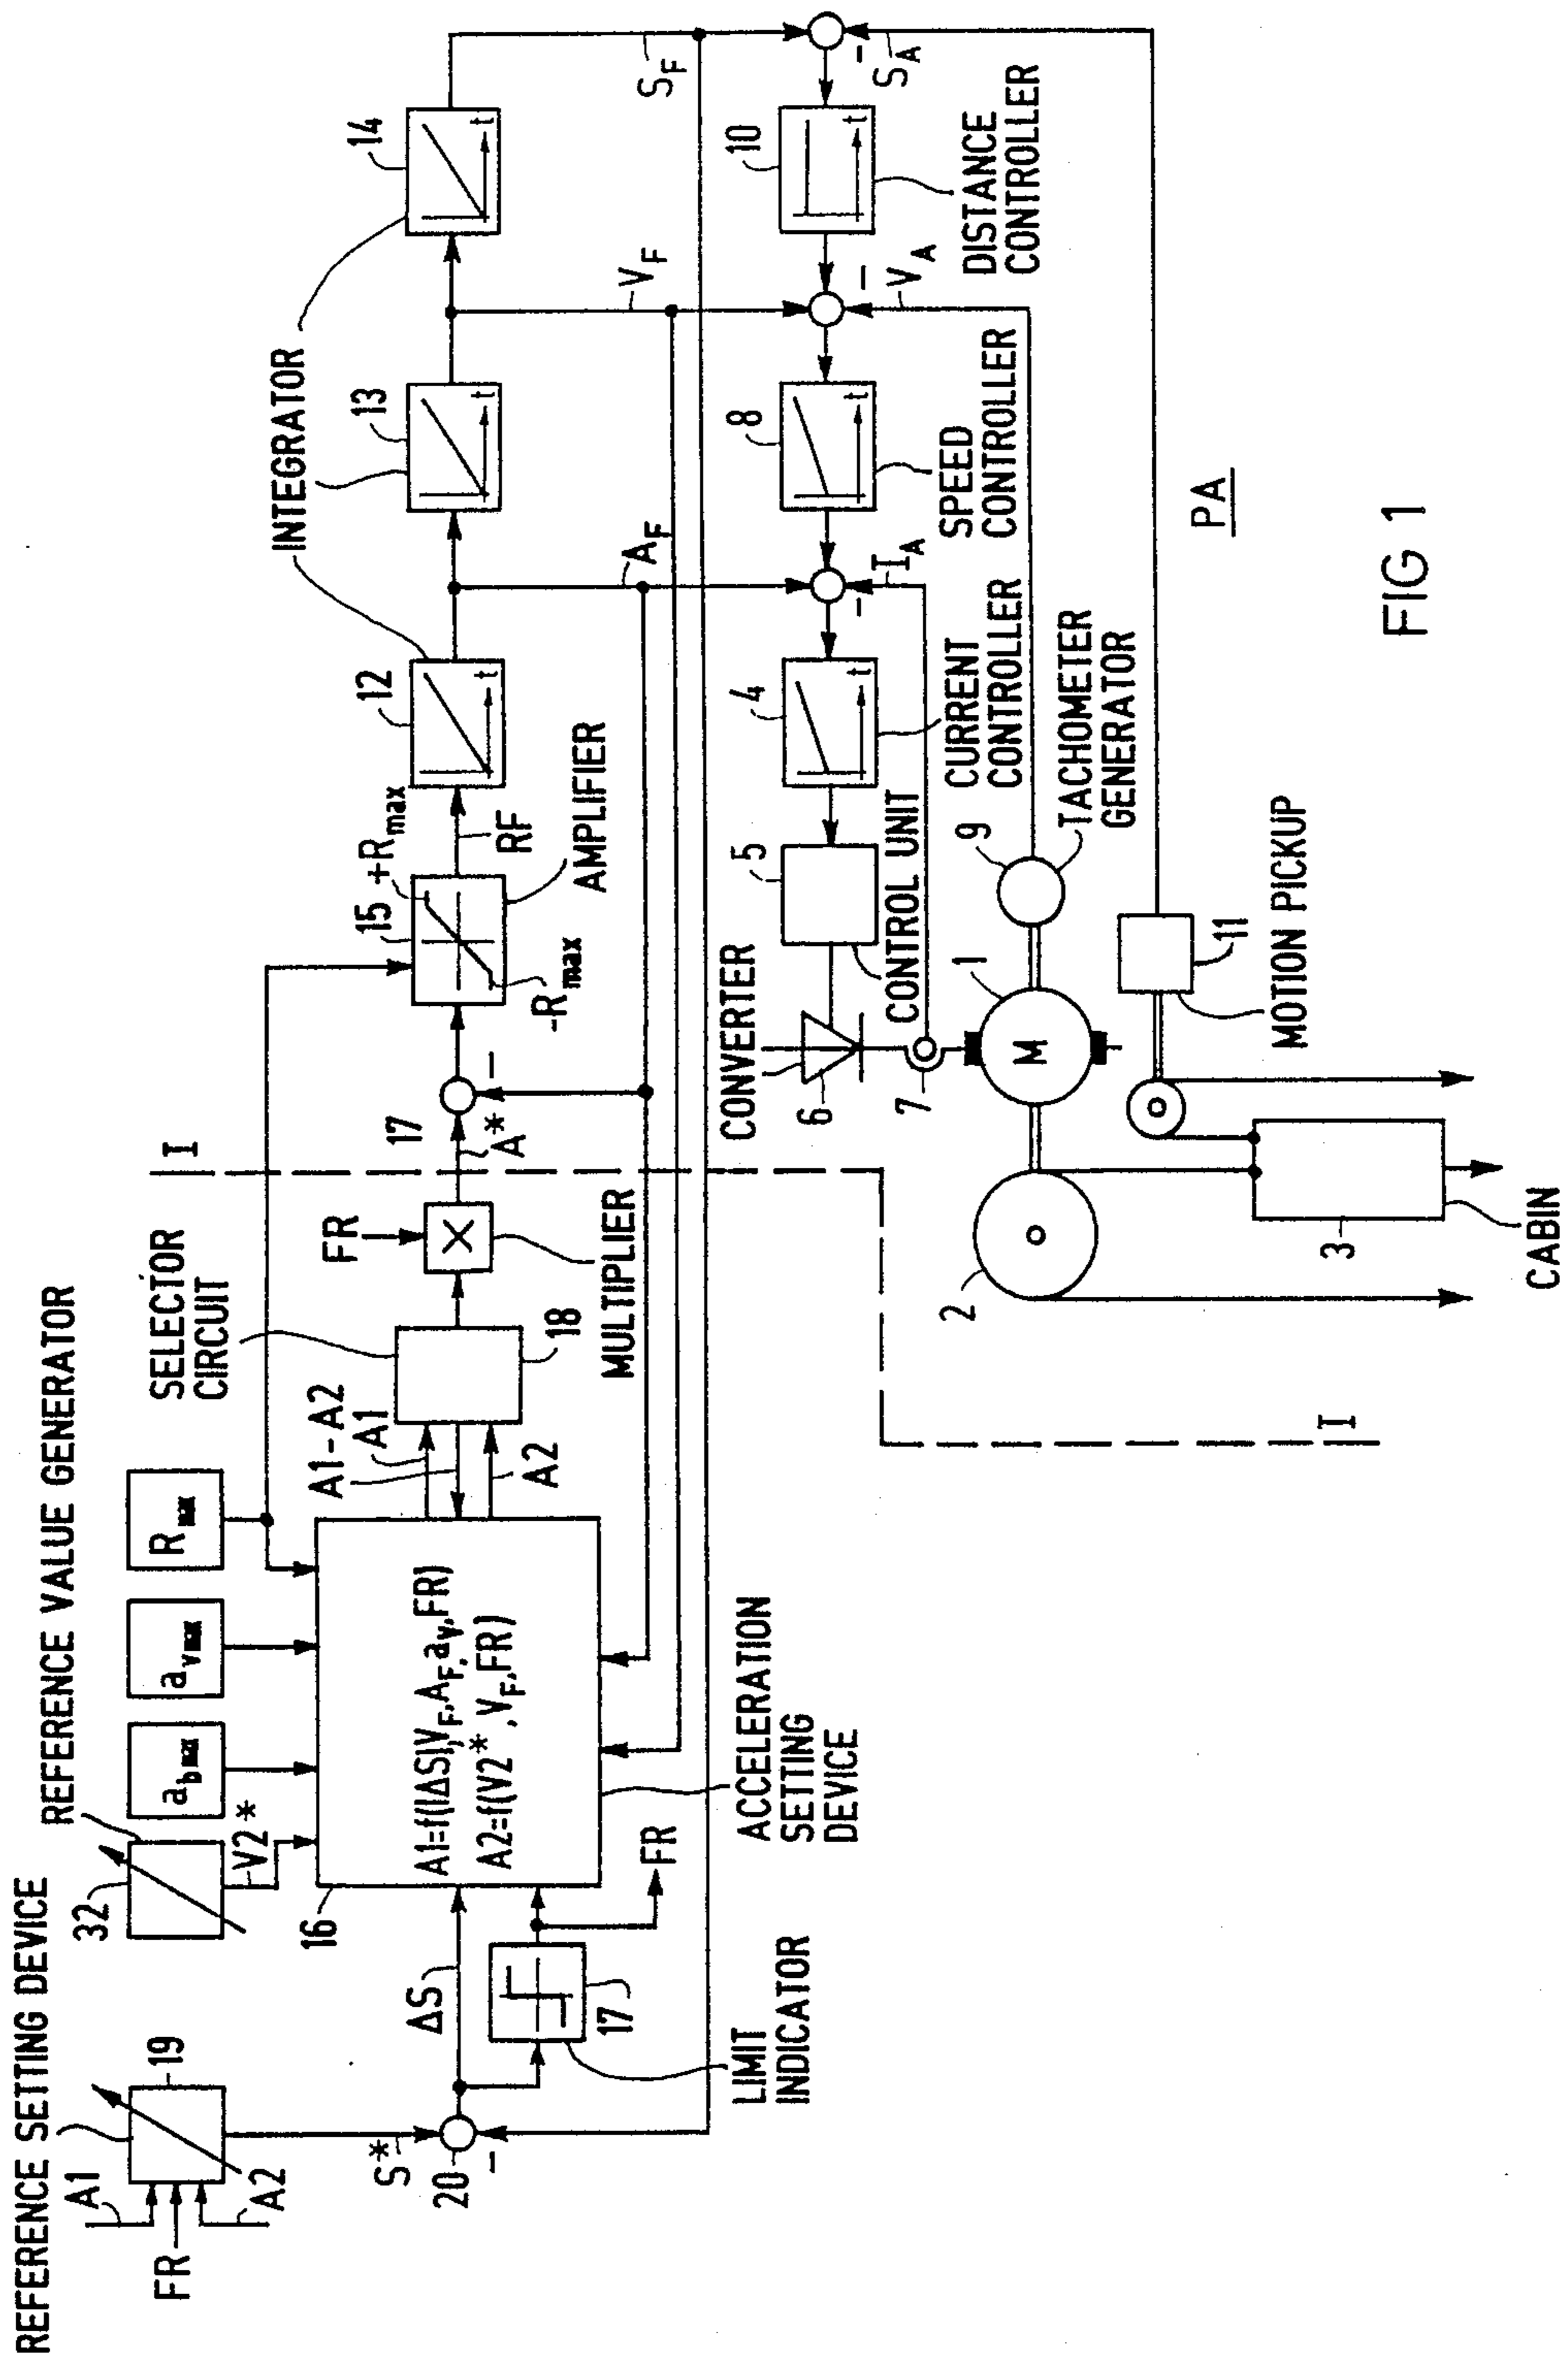 REFERENCE SETTING DEVICE
A1
FR
A2
19
S*
20
−
ΔS
LIMIT
INDICATOR
17
FR
REFERENCE VALUE GENERATOR
32
V2*
a_b max
a_v max
R_max
16
A1=f(|ΔS|V_F,A_F,a_v,FR)
A2=f(V2*,V_F,FR)
ACCELERATION
SETTING
DEVICE
A1-A2
A1
A2
SELECTOR
CIRCUIT
18
FR
MULTIPLIER
I
I
A*
17
−
15
+R_max
-R_max
AMPLIFIER
RF
12
t
INTEGRATOR
13
t
14
t
A_F
V_F
S_F
−
S_A
10
t
DISTANCE
CONTROLLER
−
V_A
8
t
SPEED
CONTROLLER
−
I_A
4
t
CURRENT
CONTROLLER
5
CONTROL UNIT
CONVERTER
6
7
1
M
9
TACHOMETER
GENERATOR
11
MOTION PICKUP
2
3
CABIN
PA
FIG 1